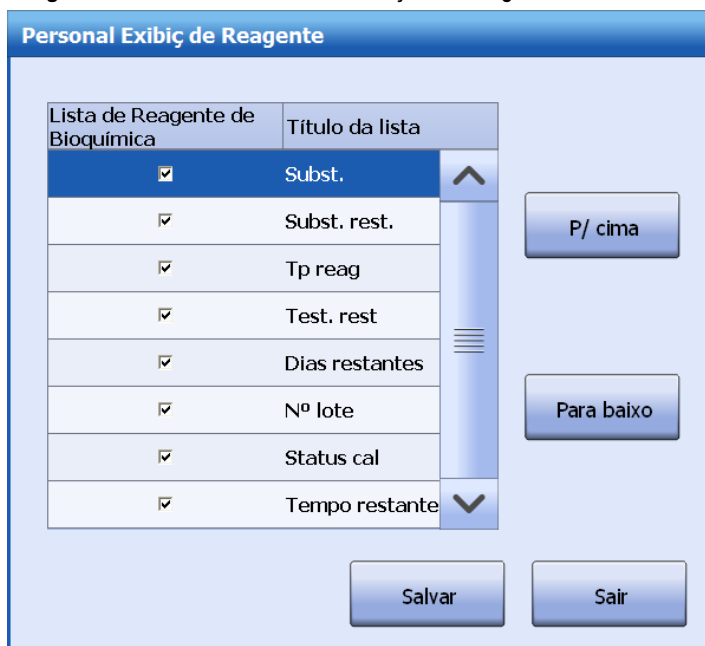 Personal Exibiç de Reagente
Lista de Reagente de
Bioquímica
Título da lista
Subst.
Subst. rest.
Tp reag
Test. rest
Dias restantes
Nº lote
Status cal
Tempo restante
P/ cima
Para baixo
Salvar
Sair